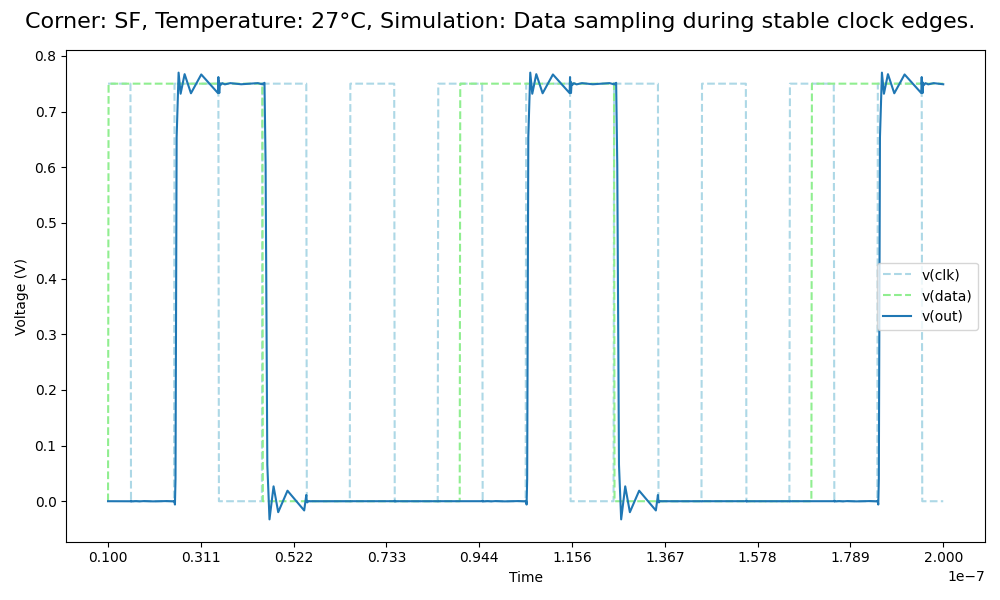 Corner: SF, Temperature: 27°C, Simulation: Data sampling during stable clock edges.
Voltage (V)
0.8
0.7
0.6
0.5
0.4
0.3
0.2
0.1
0.0
v(clk)
v(data)
v(out)
0.100 0.311 0.522 0.733 0.944 1.156 1.367 1.578 1.789 2.000
1e−7
Time